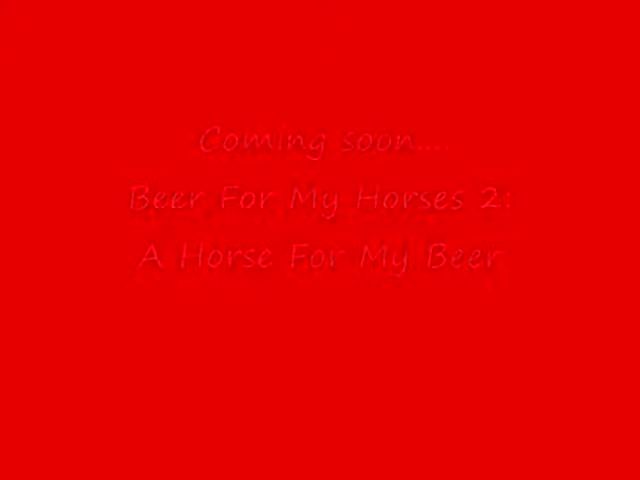 Coming soon....
Beer For My Horses 2:
A Horse For My Beer